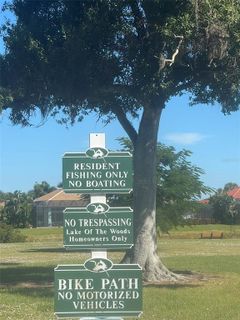 RESIDENT
FISHING ONLY
NO BOATING
NO TRESPASSING
Lake Of The Woods
Homeowners Only
BIKE PATH
NO MOTORIZED
VEHICLES